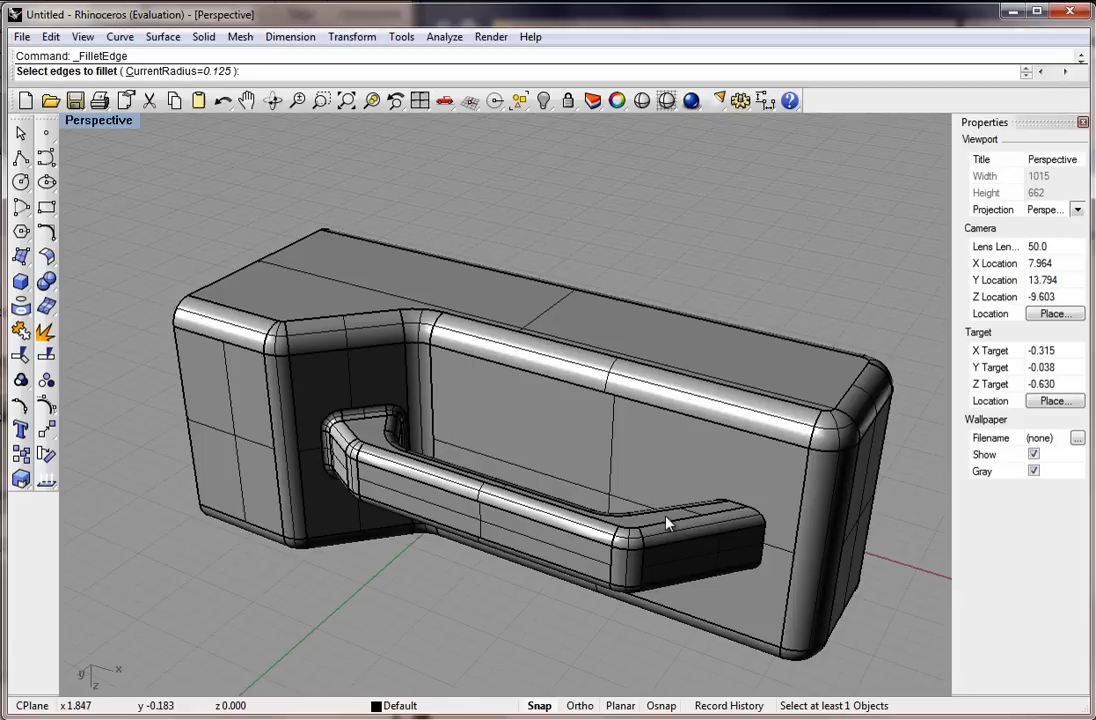 Untitled - Rhinoceros (Evaluation) - [Perspective]
File Edit View Curve Surface Solid Mesh Dimension Transform Tools Analyze Render Help
Command: _FilletEdge
Select edges to fillet ( CurrentRadius=0.125 ):
Perspective
Properties
Viewport
Title Perspective
Width 1015
Height 662
Projection Perspe...
Camera
Lens Len... 50.0
X Location 7.964
Y Location 13.794
Z Location -9.603
Location Place...
Target
X Target -0.315
Y Target -0.038
Z Target -0.630
Location Place...
Wallpaper
Filename (none) ...
Show
Gray
y x
z
CPlane x 1.847 y -0.183 z 0.000 Default Snap Ortho Planar Osnap Record History Select at least 1 Objects